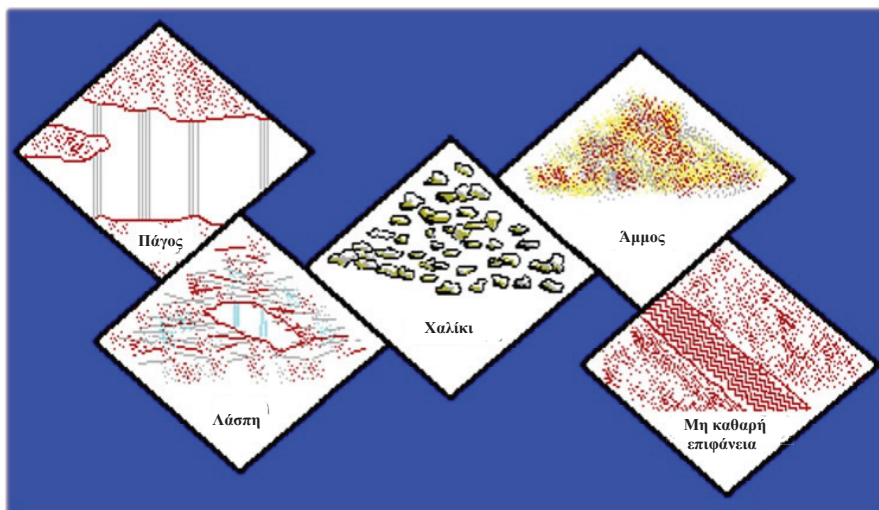 Πάγος
Άμμος
Χαλίκι
Λάσπη
Μη καθαρή
επιφάνεια